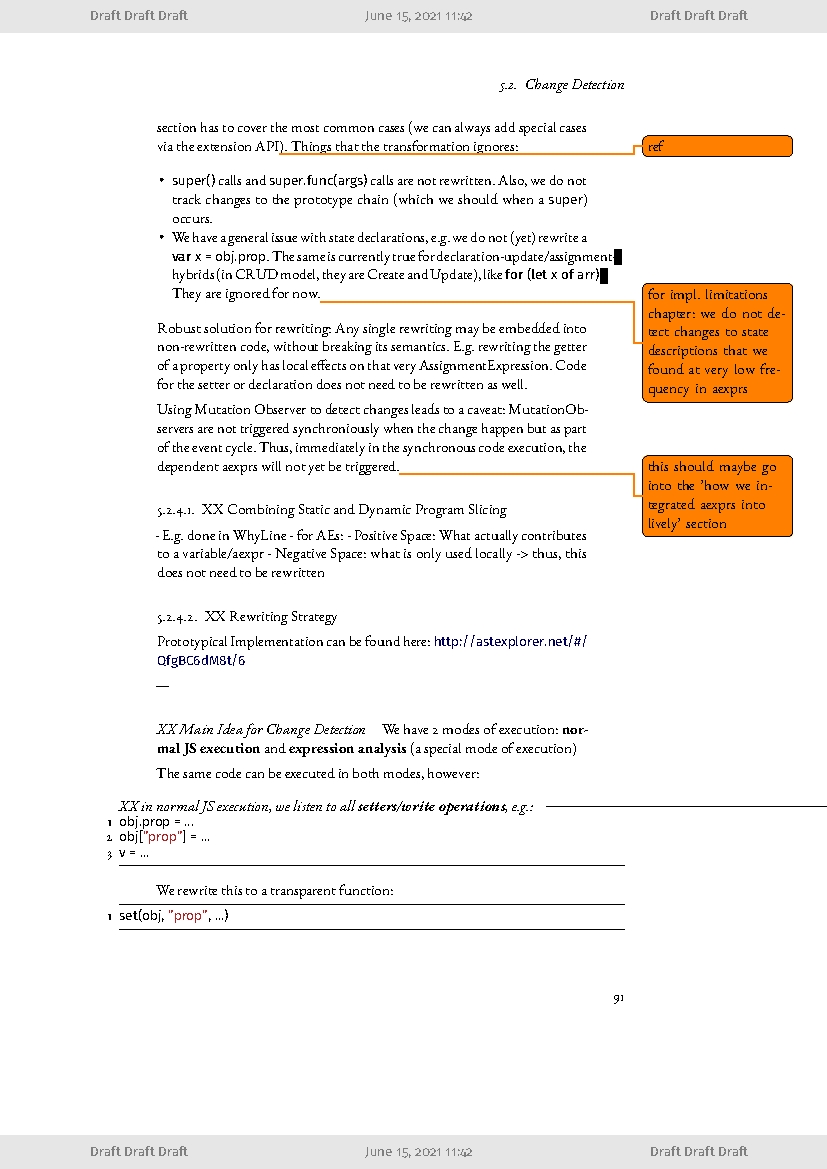 Draft Draft Draft June 15, 2021 11:42 Draft Draft Draft
5.2. Change Detection
section has to cover the most common cases (we can always add special cases
via the extension API). Things that the transformation ignores:
ref
• super() calls and super.func(args) calls are not rewritten. Also, we do not
track changes to the prototype chain (which we should when a super)
occurs.
• We have a general issue with state declarations, e.g. we do not (yet) rewrite a
var x = obj.prop. The same is currently true for declaration-update/assignment-
hybrids (in CRUD model, they are Create and Update), like for (let x of arr)
They are ignored for now.
for impl. limitations
chapter: we do not de-
tect changes to state
descriptions that we
found at very low fre-
quency in aexprs
Robust solution for rewriting: Any single rewriting may be embedded into
non-rewritten code, without breaking its semantics. E.g. rewriting the getter
of a property only has local effects on that very AssignmentExpression. Code
for the setter or declaration does not need to be rewritten as well.
Using Mutation Observer to detect changes leads to a caveat: MutationOb-
servers are not triggered synchroniously when the change happen but as part
of the event cycle. Thus, immediately in the synchronous code execution, the
dependent aexprs will not yet be triggered.
this should maybe go
into the 'how we in-
tegrated aexprs into
lively' section
5.2.4.1. XX Combining Static and Dynamic Program Slicing
- E.g. done in WhyLine - for AEs: - Positive Space: What actually contributes
to a variable/aexpr - Negative Space: what is only used locally -> thus, this
does not need to be rewritten
5.2.4.2. XX Rewriting Strategy
Prototypical Implementation can be found here: http://astexplorer.net/#/
QfgBC6dM8t/6
—
XX Main Idea for Change Detection We have 2 modes of execution: nor-
mal JS execution and expression analysis (a special mode of execution)
The same code can be executed in both modes, however:
XX in normal JS execution, we listen to all setters/write operations, e.g.:
1 obj.prop = ...
2 obj["prop"] = ...
3 v = ...
We rewrite this to a transparent function:
1 set(obj, "prop", ...)
91
Draft Draft Draft June 15, 2021 11:42 Draft Draft Draft